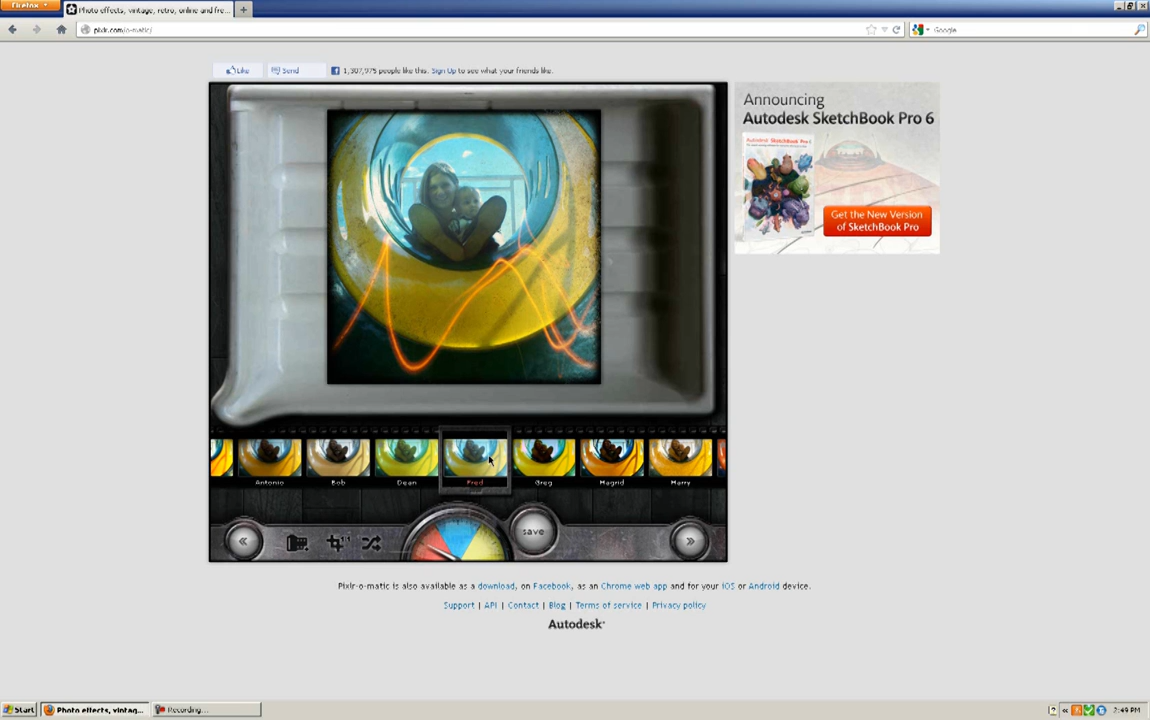 Firefox
Photo effects, vintage, retro, online and fre...
pixlr.com/o-matic/
Google
Like
Send
1,307,975 people like this. Sign Up to see what your friends like.
Announcing
Autodesk SketchBook Pro 6
Get the New Version
of SketchBook Pro
Antonio
Bob
Dean
Fred
Greg
Hagrid
Harry
1:1
save
Pixlr-o-matic is also available as a download, on Facebook, as an Chrome web app and for your iOS or Android device.
Support | API | Contact | Blog | Terms of service | Privacy policy
Autodesk
Start
Photo effects, vintag...
Recording...
2:49 PM